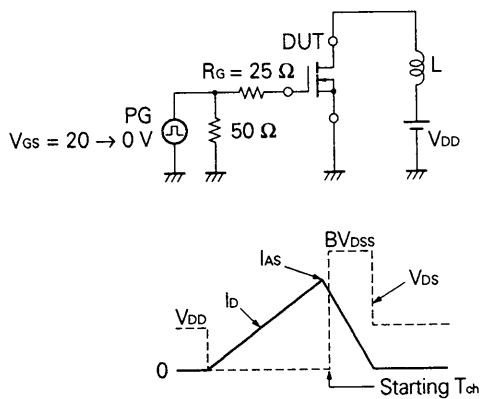 DUT
RG = 25 Ω
L
PG
50 Ω
VGS = 20 → 0 V
VDD
BVDSS
IAS
VDS
ID
VDD
0
Starting Tch